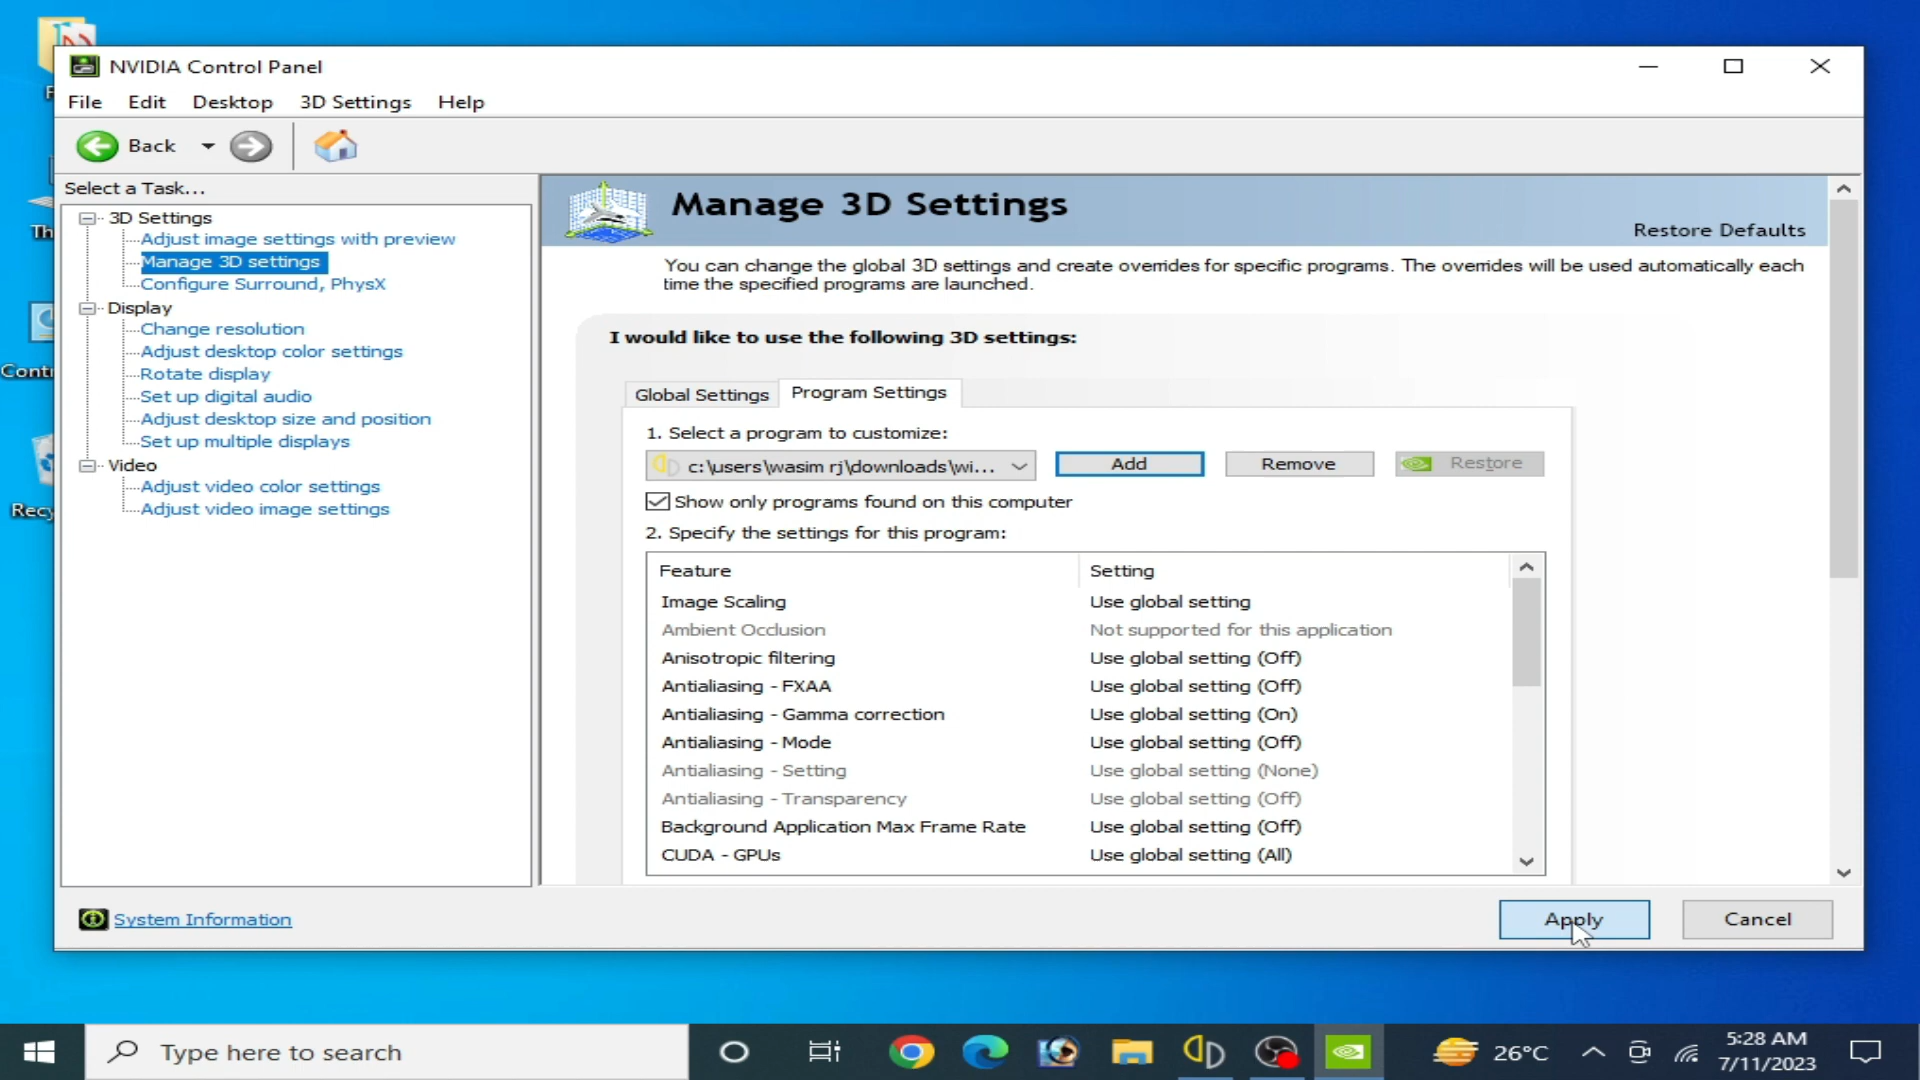 NVIDIA Control Panel
File Edit Desktop 3D Settings Help
Back
Select a Task...
3D Settings
Adjust image settings with preview
Manage 3D settings
Configure Surround, PhysX
Display
Change resolution
Adjust desktop color settings
Rotate display
Set up digital audio
Adjust desktop size and position
Set up multiple displays
Video
Adjust video color settings
Adjust video image settings
System Information
Manage 3D Settings
Restore Defaults
You can change the global 3D settings and create overrides for specific programs. The overrides will be used automatically each
time the specified programs are launched.
I would like to use the following 3D settings:
Global Settings Program Settings
1. Select a program to customize:
c:\users\wasim rj\downloads\wi... Add Remove Restore
Show only programs found on this computer
2. Specify the settings for this program:
Feature Setting
Image Scaling Use global setting
Ambient Occlusion Not supported for this application
Anisotropic filtering Use global setting (Off)
Antialiasing - FXAA Use global setting (Off)
Antialiasing - Gamma correction Use global setting (On)
Antialiasing - Mode Use global setting (Off)
Antialiasing - Setting Use global setting (None)
Antialiasing - Transparency Use global setting (Off)
Background Application Max Frame Rate Use global setting (Off)
CUDA - GPUs Use global setting (All)
Apply Cancel
Type here to search
26°C
5:28 AM
7/11/2023